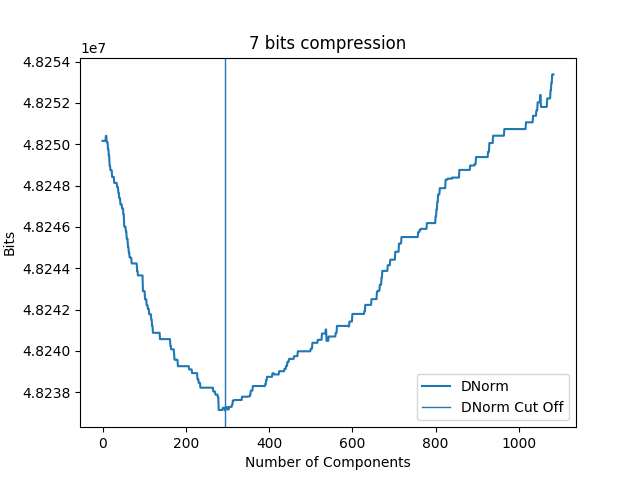 7 bits compression
1e7
4.8254
4.8252
4.8250
4.8248
4.8246
4.8244
4.8242
4.8240
4.8238
Bits
0 200 400 600 800 1000
Number of Components
DNorm
DNorm Cut Off